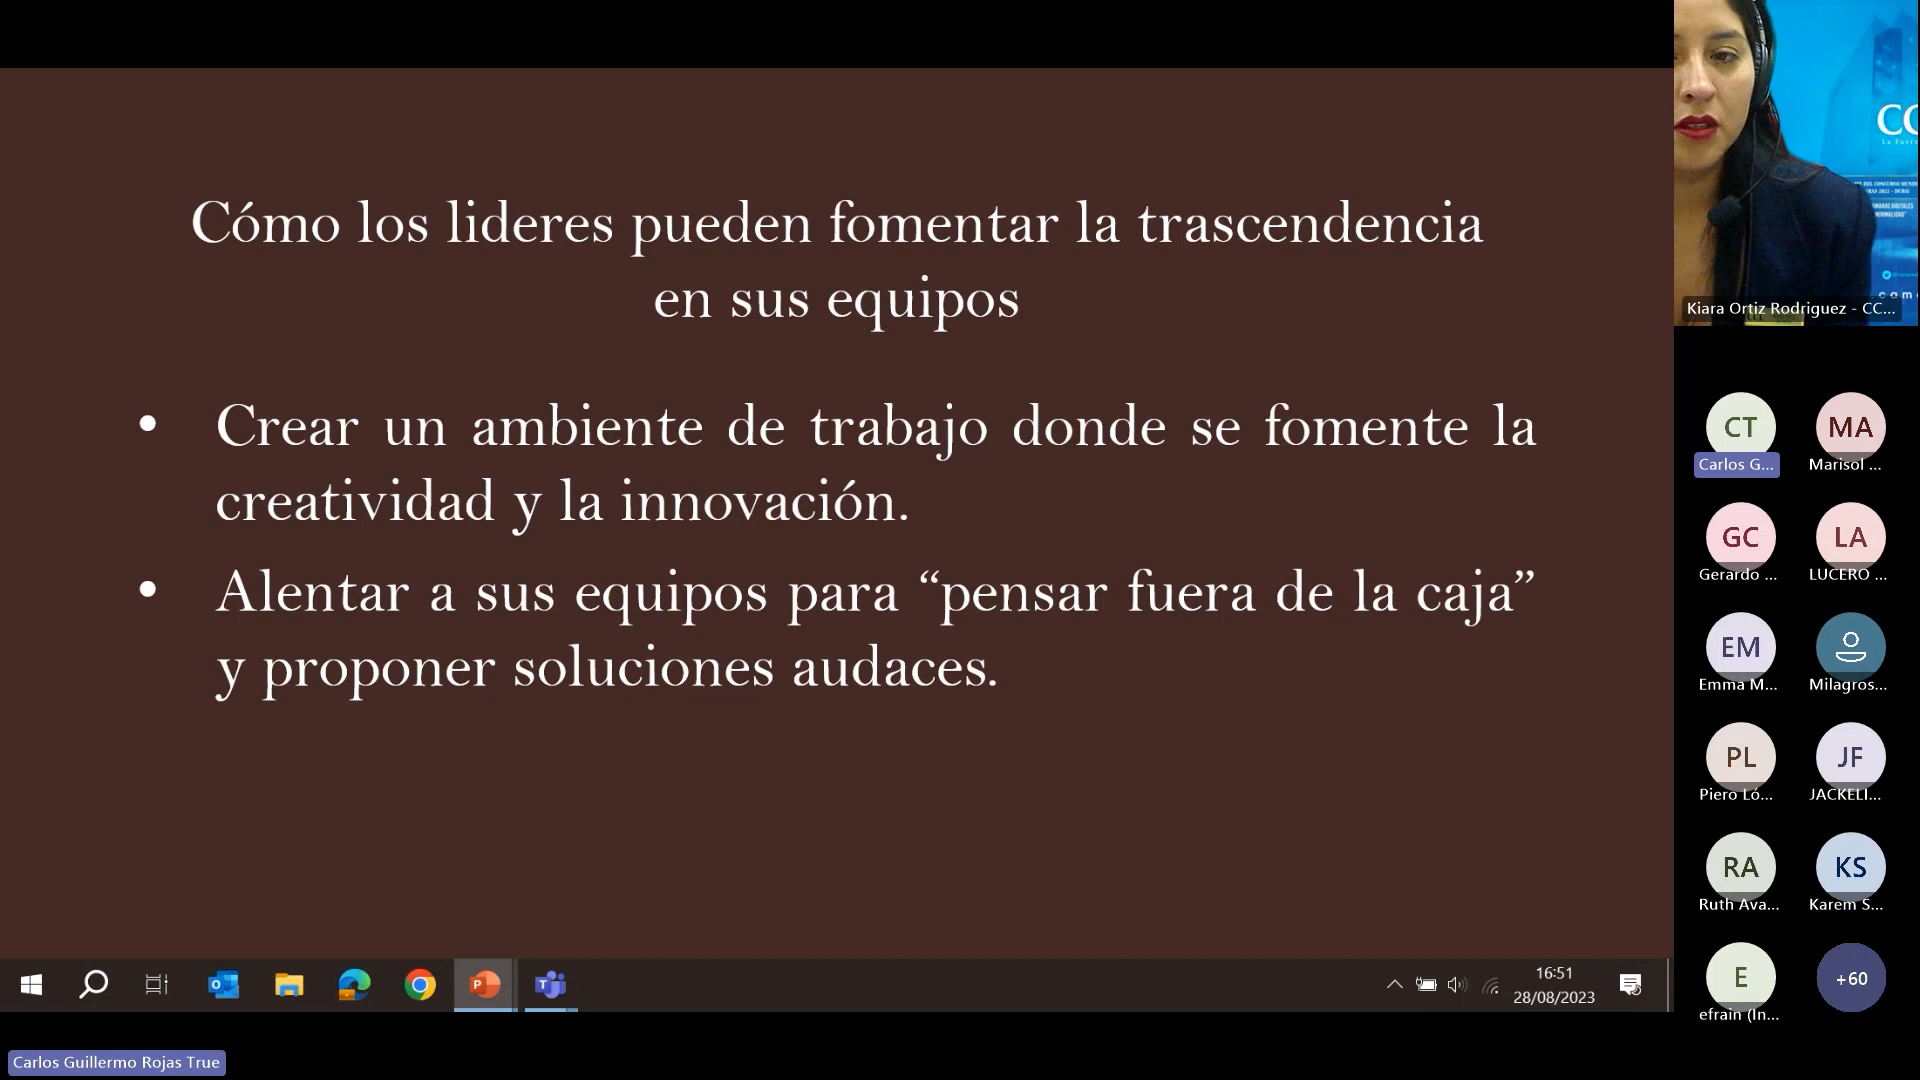 Cómo los lideres pueden fomentar la trascendencia
en sus equipos
• Crear un ambiente de trabajo donde se fomente la
creatividad y la innovación.
• Alentar a sus equipos para “pensar fuera de la caja”
y proponer soluciones audaces.
16:51
28/08/2023
Carlos Guillermo Rojas True
CC
Kiara Ortiz Rodriguez - CC...
CT
Carlos G...
MA
Marisol ...
GC
Gerardo ...
LA
LUCERO ...
EM
Emma M...
Milagros...
PL
Piero Ló...
JF
JACKELI...
RA
Ruth Ava...
KS
Karem S...
E
efrain (In...
+60